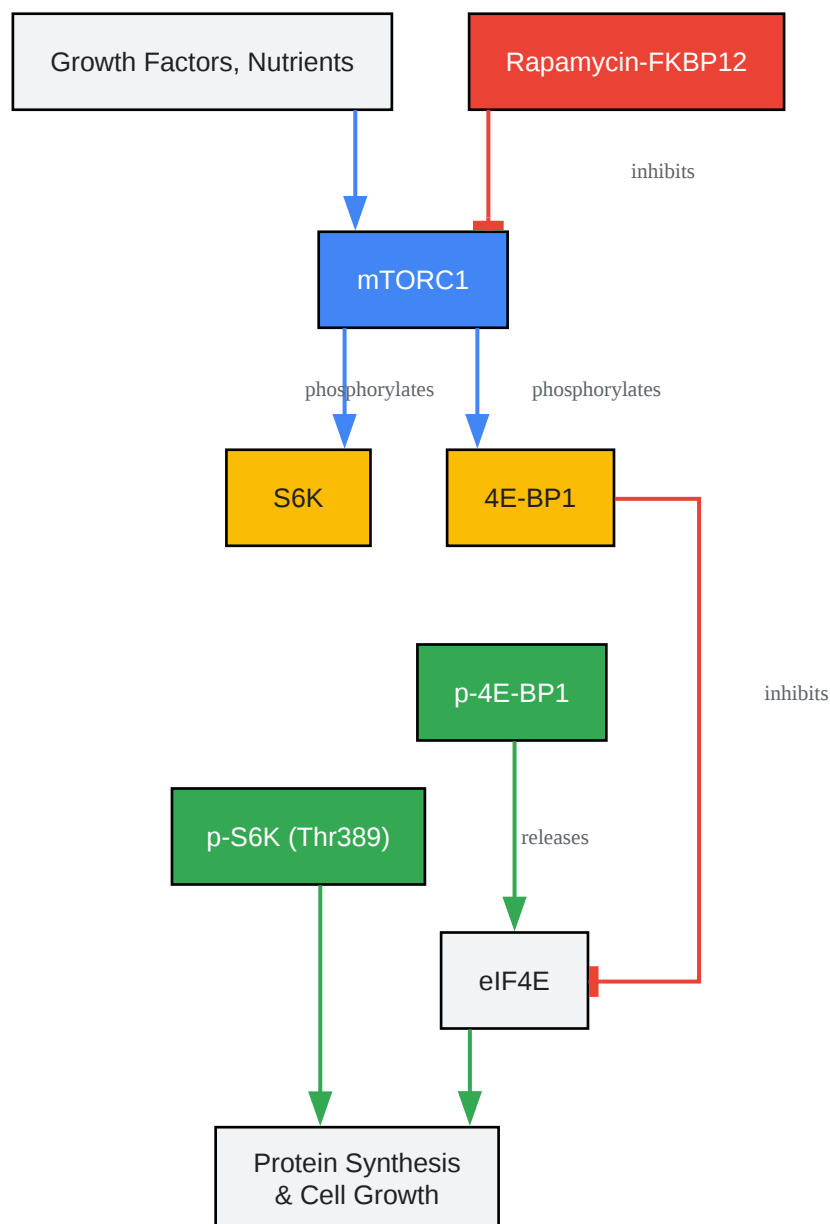 Growth Factors, Nutrients
Rapamycin-FKBP12
inhibits
mTORC1
phosphorylates
phosphorylates
S6K
4E-BP1
p-4E-BP1
inhibits
p-S6K (Thr389)
releases
eIF4E
Protein Synthesis
& Cell Growth